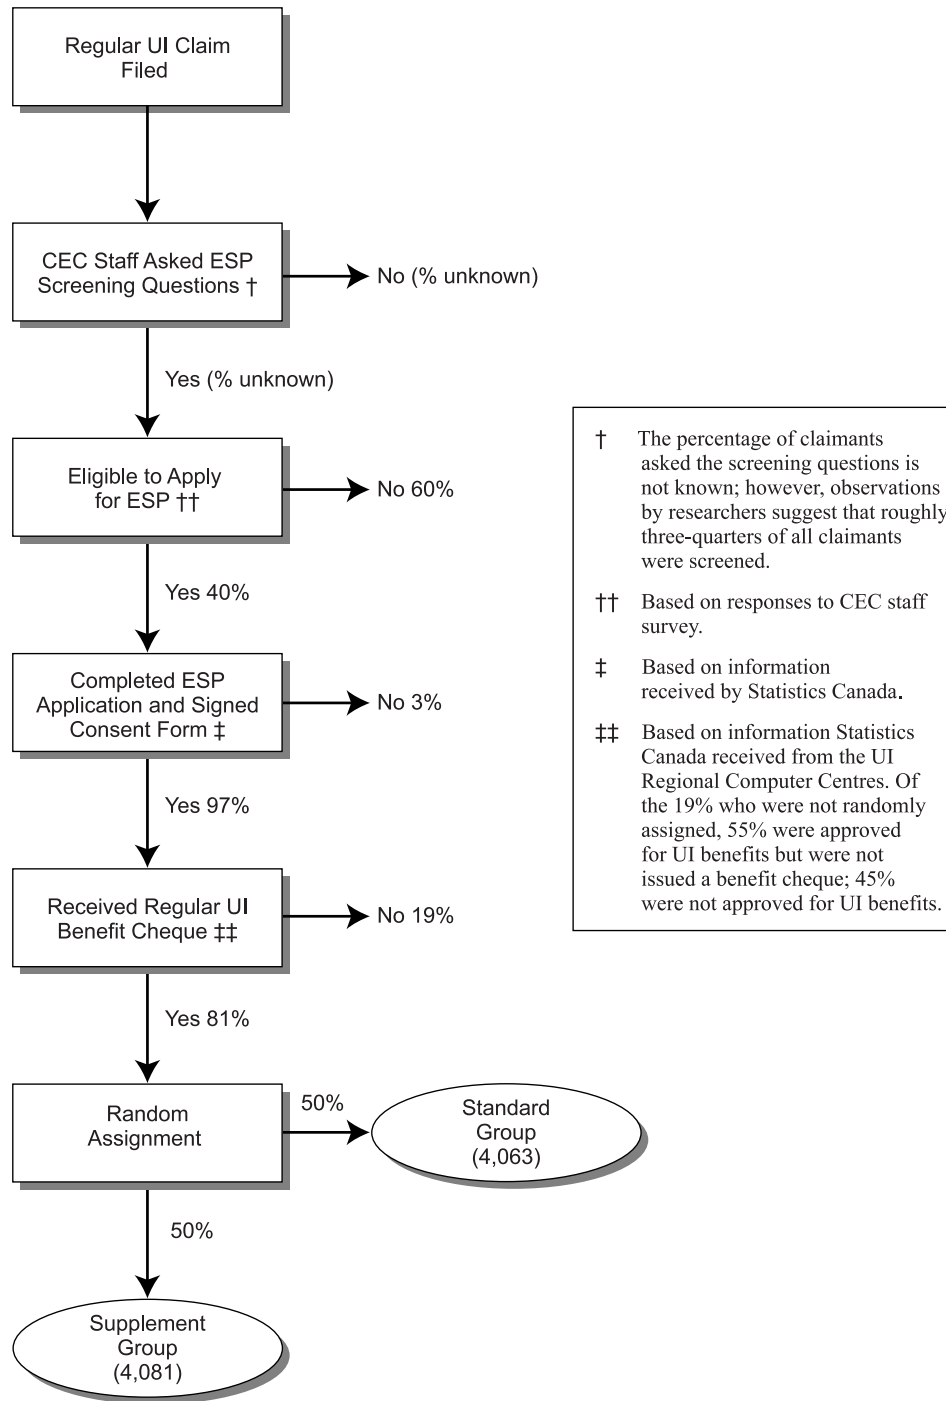 Regular UI Claim
Filed
CEC Staff Asked ESP
Screening Questions †
No (% unknown)
Yes (% unknown)
Eligible to Apply
for ESP ††
No 60%
Yes 40%
Completed ESP
Application and Signed
Consent Form ‡
No 3%
Yes 97%
Received Regular UI
Benefit Cheque ‡‡
No 19%
Yes 81%
Random
Assignment
50%
Standard
Group
(4,063)
50%
Supplement
Group
(4,081)
† The percentage of claimants
asked the screening questions is
not known; however, observations
by researchers suggest that roughly
three-quarters of all claimants
were screened.
†† Based on responses to CEC staff
survey.
‡ Based on information
received by Statistics Canada.
‡‡ Based on information Statistics
Canada received from the UI
Regional Computer Centres. Of
the 19% who were not randomly
assigned, 55% were approved
for UI benefits but were not
issued a benefit cheque; 45%
were not approved for UI benefits.